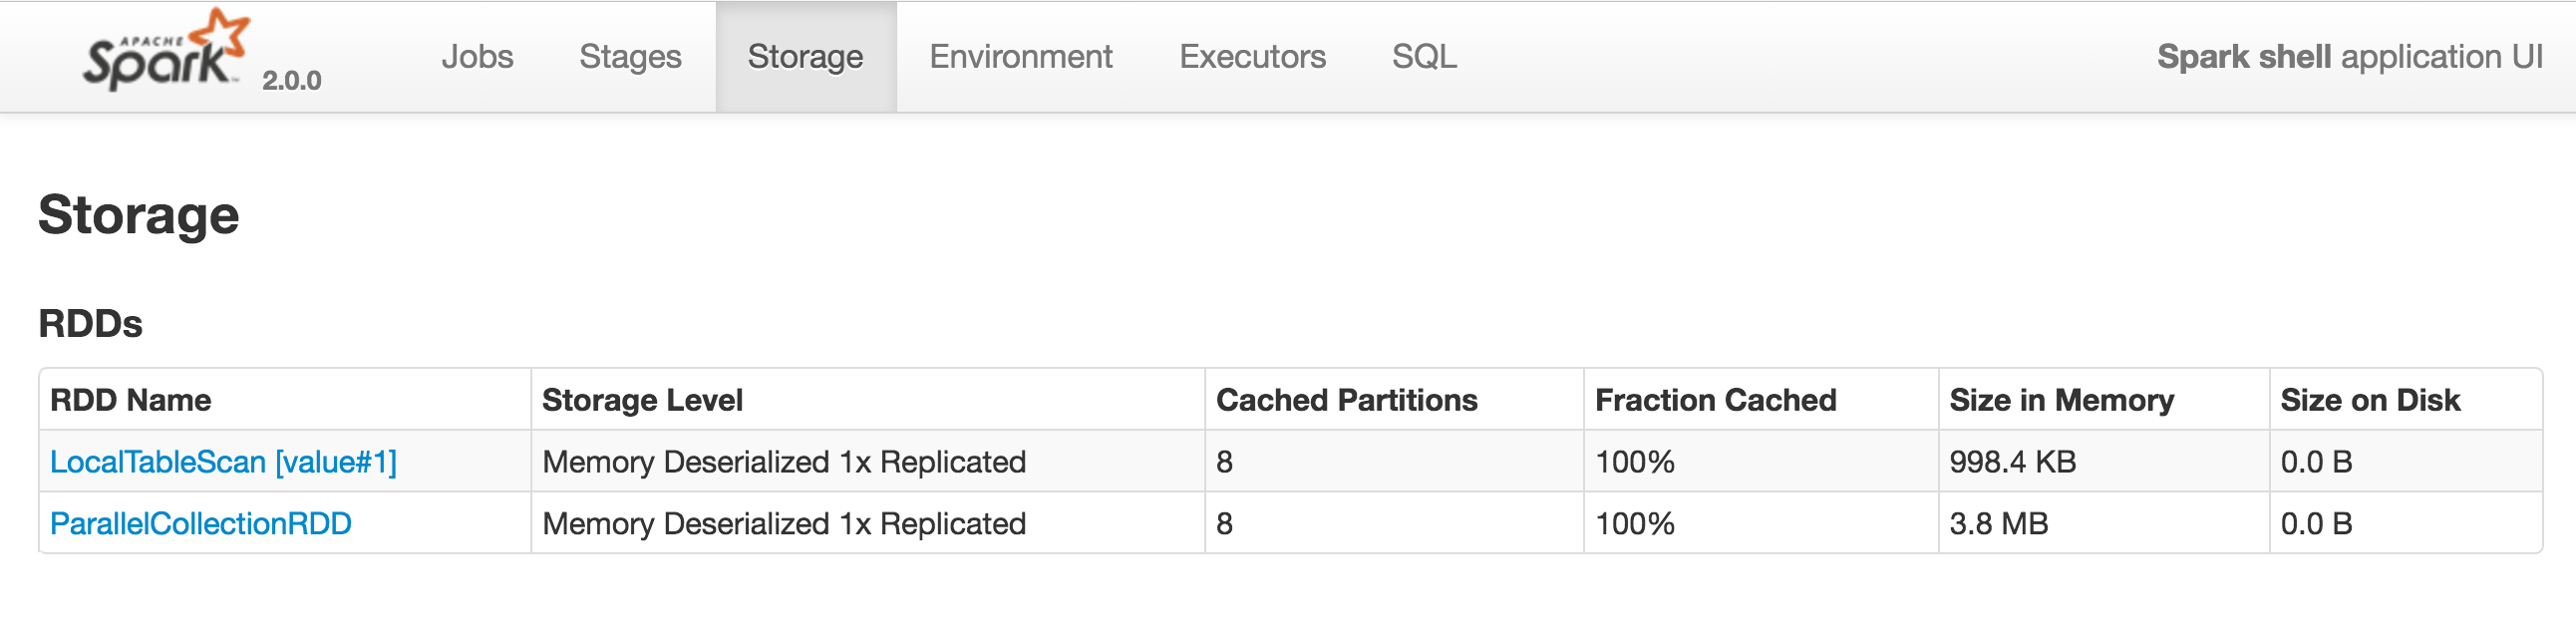 APACHE Spark™ 2.0.0 Jobs Stages Storage Environment Executors SQL Spark shell application UI
Storage
RDDs
RDD Name Storage Level Cached Partitions Fraction Cached Size in Memory Size on Disk
LocalTableScan [value#1] Memory Deserialized 1x Replicated 8 100% 998.4 KB 0.0 B
ParallelCollectionRDD Memory Deserialized 1x Replicated 8 100% 3.8 MB 0.0 B